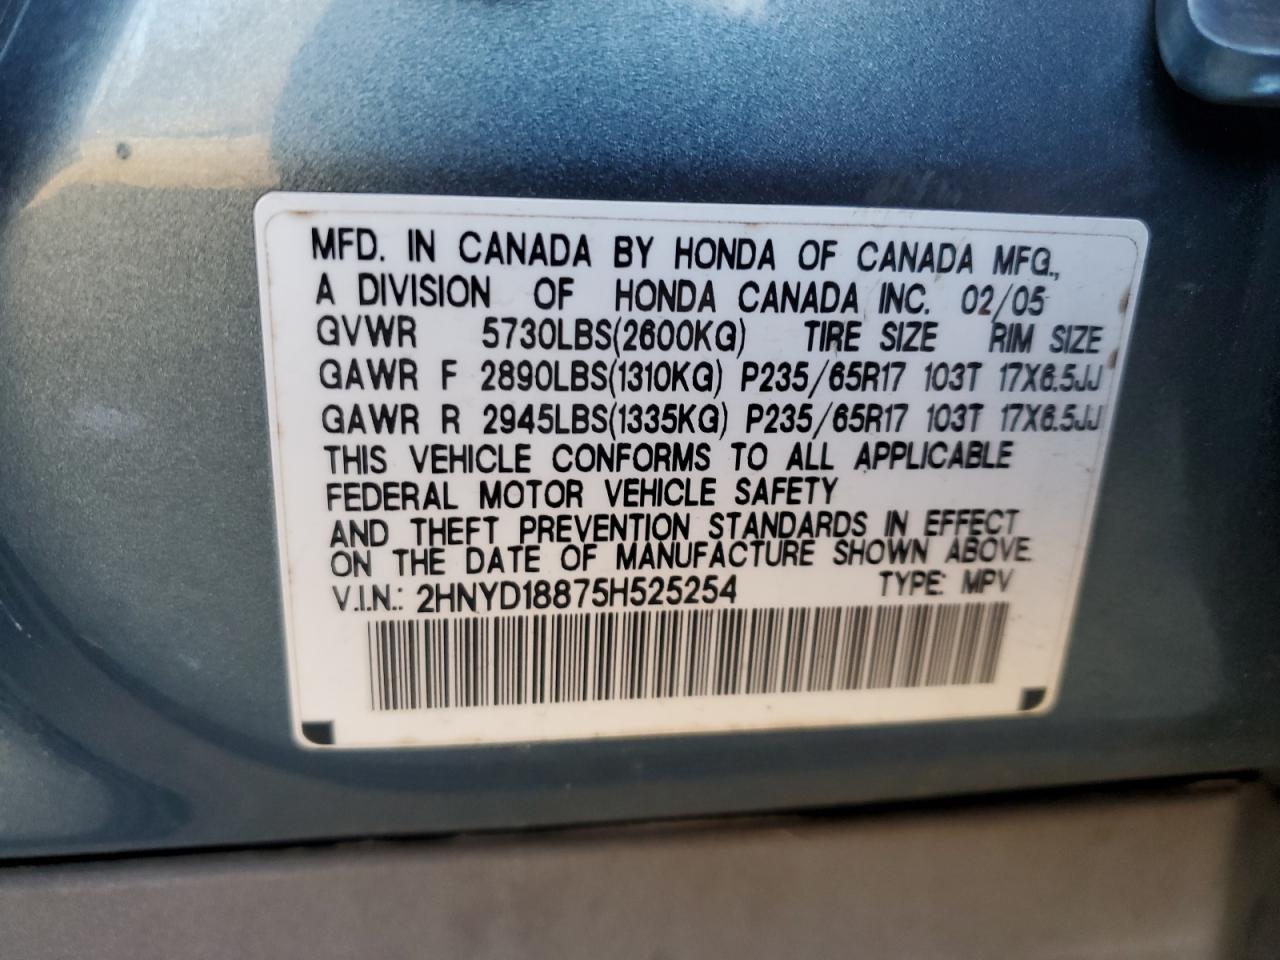 MFD. IN CANADA BY HONDA OF CANADA MFG.,
A DIVISION OF HONDA CANADA INC. 02/05
GVWR 5730LBS(2600KG) TIRE SIZE RIM SIZE
GAWR F 2890LBS(1310KG) P235/65R17 103T 17X6.5JJ
GAWR R 2945LBS(1335KG) P235/65R17 103T 17X6.5JJ
THIS VEHICLE CONFORMS TO ALL APPLICABLE
FEDERAL MOTOR VEHICLE SAFETY
AND THEFT PREVENTION STANDARDS IN EFFECT
ON THE DATE OF MANUFACTURE SHOWN ABOVE.
V.I.N.: 2HNYD18875H525254 TYPE: MPV